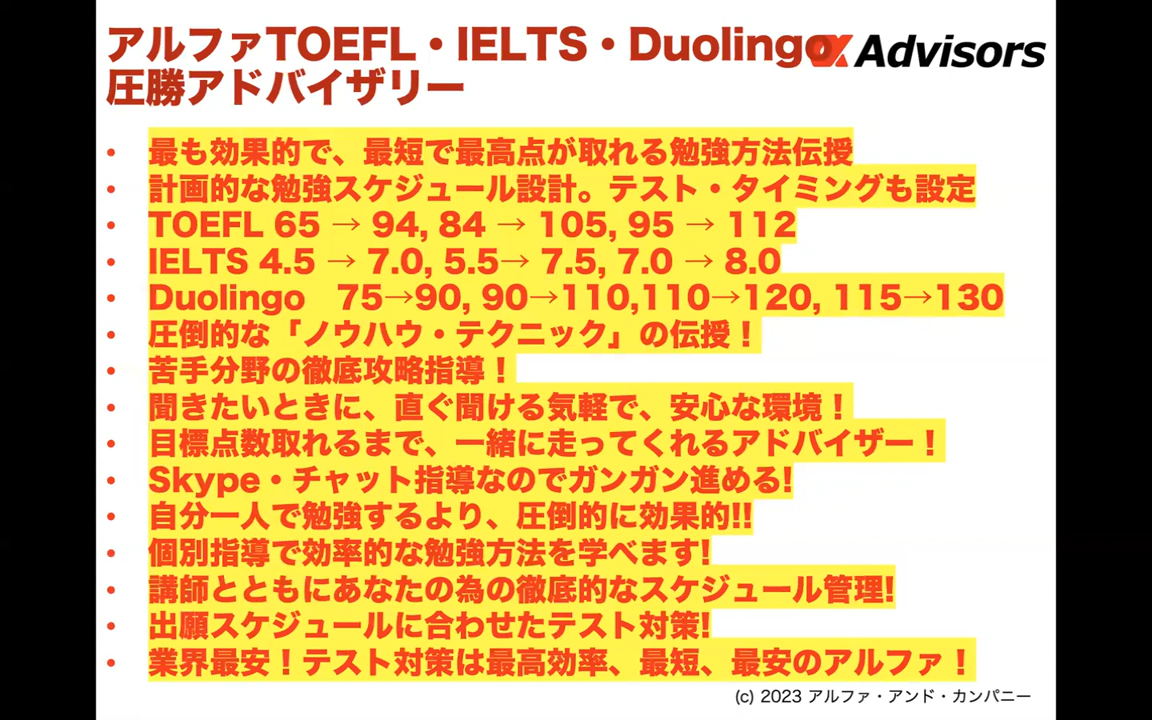 アルファTOEFL・IELTS・Duolingo
α Advisors
圧勝アドバイザリー
• 最も効果的で、最短で最高点が取れる勉強方法伝授
• 計画的な勉強スケジュール設計。テスト・タイミングも設定
• TOEFL 65 → 94, 84 → 105, 95 → 112
• IELTS 4.5 → 7.0, 5.5→ 7.5, 7.0 → 8.0
• Duolingo　75→90, 90→110,110→120, 115→130
• 圧倒的な「ノウハウ・テクニック」の伝授！
• 苦手分野の徹底攻略指導！
• 聞きたいときに、直ぐ聞ける気軽で、安心な環境！
• 目標点数取れるまで、一緒に走ってくれるアドバイザー！
• Skype・チャット指導なのでガンガン進める!
• 自分一人で勉強するより、圧倒的に効果的!!
• 個別指導で効率的な勉強方法を学べます!
• 講師とともにあなたの為の徹底的なスケジュール管理!
• 出願スケジュールに合わせたテスト対策!
• 業界最安！テスト対策は最高効率、最短、最安のアルファ！
(c) 2023 アルファ・アンド・カンパニー